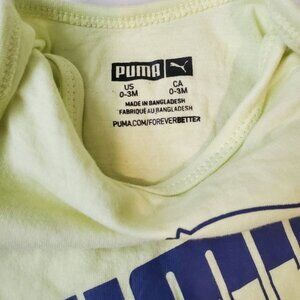 PUMA
US CA
0-3M 0-3M
MADE IN BANGLADESH
FABRIQUÉ AU BANGLADESH
PUMA.COM/FOREVERBETTER